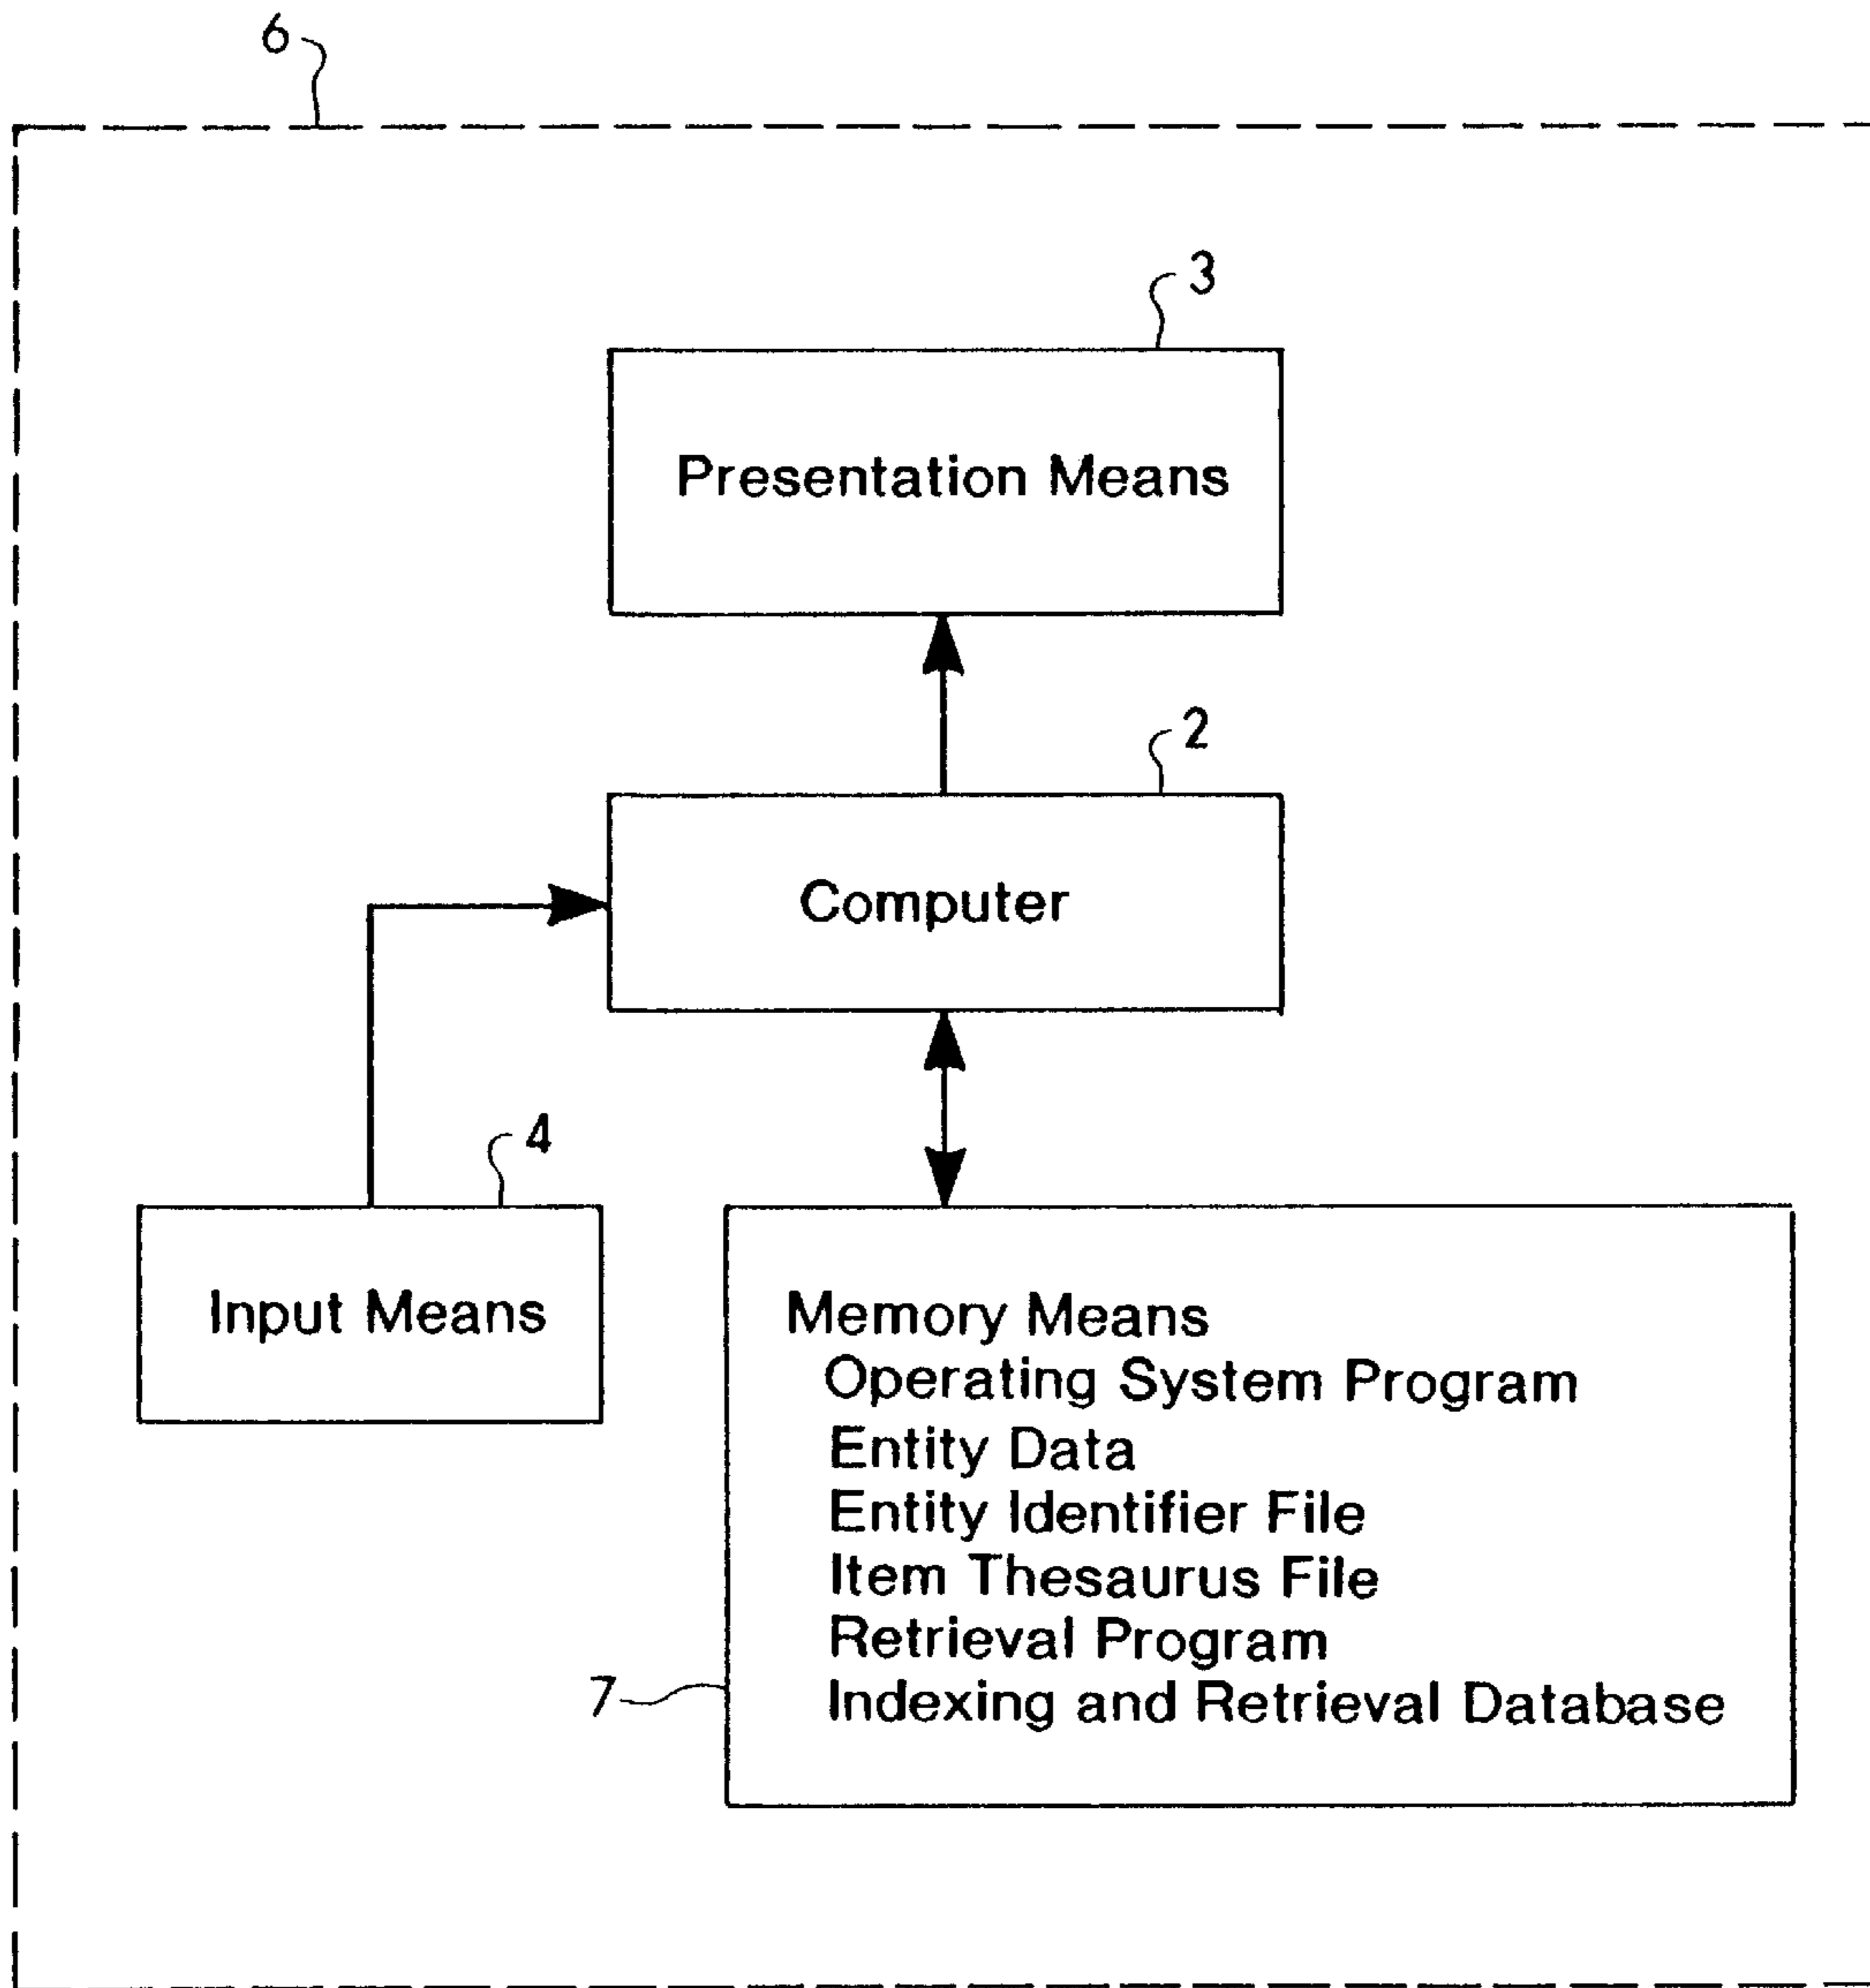 6
3
Presentation Means
2
Computer
4
Input Means
Memory Means
Operating System Program
Entity Data
Entity Identifier File
Item Thesaurus File
Retrieval Program
7
Indexing and Retrieval Database